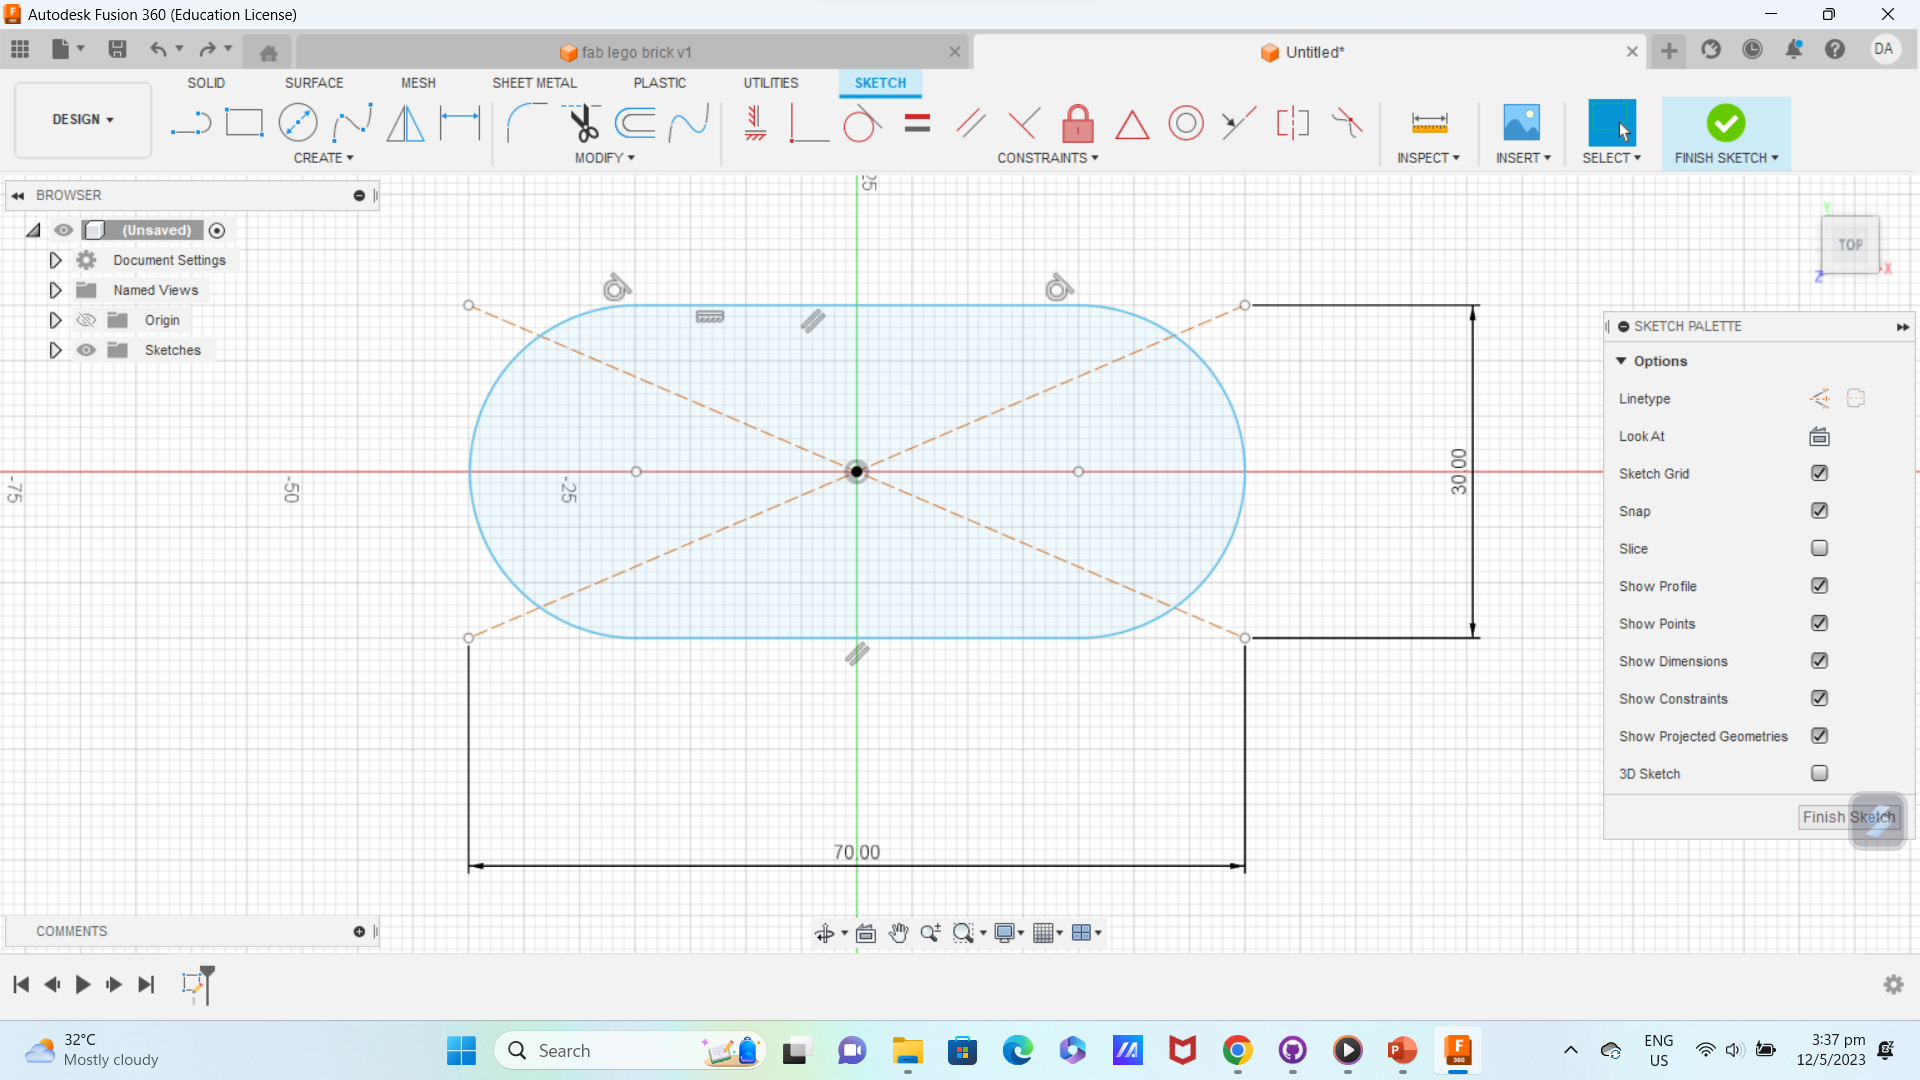 Autodesk Fusion 360 (Education License)
fab lego brick v1
Untitled*
DA
SOLID SURFACE MESH SHEET METAL PLASTIC UTILITIES SKETCH
DESIGN
CREATE MODIFY CONSTRAINTS INSPECT INSERT SELECT FINISH SKETCH
BROWSER
(Unsaved)
Document Settings
Named Views
Origin
Sketches
25
TOP
Y
X
Z
SKETCH PALETTE
Options
Linetype
Look At
Sketch Grid
Snap
Slice
Show Profile
Show Points
Show Dimensions
Show Constraints
Show Projected Geometries
3D Sketch
Finish Sketch
-75
-50
-25
30.00
70.00
COMMENTS
32°C
Mostly cloudy
Search
F
360
ENG
US
3:37 pm
12/5/2023